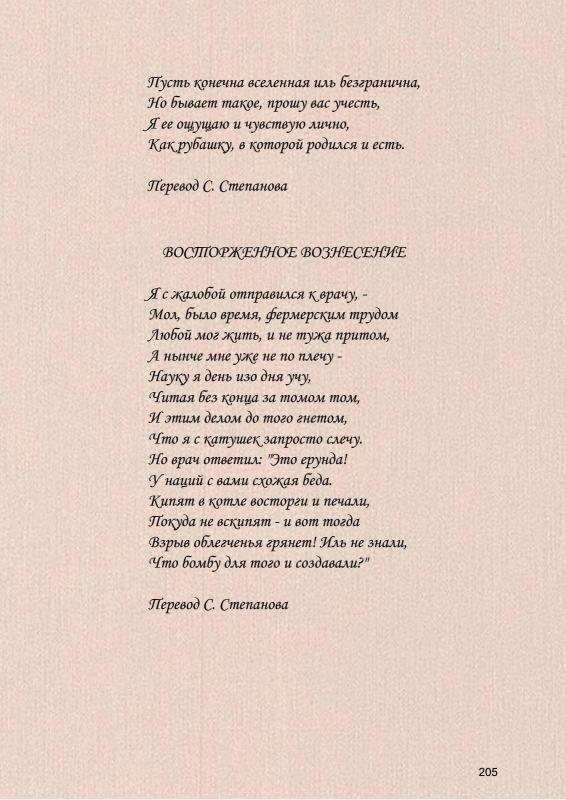 Пусть конечна вселенная иль безгранична,
Но бывает такое, прошу вас учесть,
Я ее ощущаю и чувствую лично,
Как рубашку, в которой родился и есть.
Перевод С. Степанова
ВОСТОРЖЕННОЕ ВОЗНЕСЕНИЕ
Я с жалобой отправился к врачу, -
Мол, было время, фермерским трудом
Любой мог жить, и не тужа притом,
А нынче мне уже не по плечу -
Науку я день изо дня учу,
Читая без конца за томом том,
И этим делом до того гнетом,
Что я с катушек запросто слечу.
Но врач ответил: "Это ерунда!
У наций с вами схожая беда.
Кипят в котле восторги и печали,
Покуда не вскипят - и вот тогда
Взрыв облегченья грянет! Иль не знали,
Что бомбу для того и создавали?"
Перевод С. Степанова
205